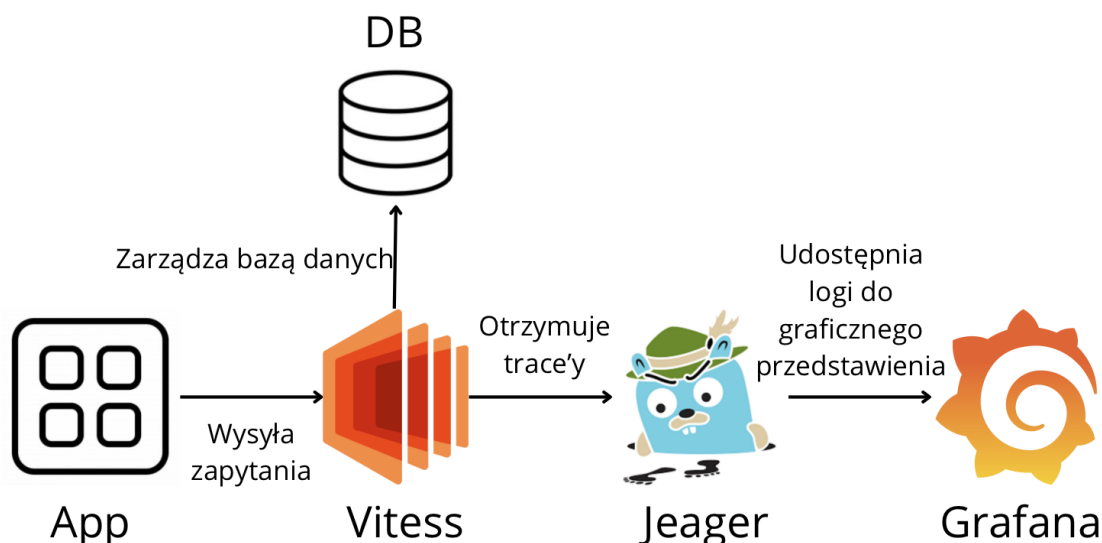 DB
Zarządza bazą danych
Udostępnia
logi do
graficznego
przedstawienia
Otrzymuje
trace’y
Wysyła
zapytania
App
Vitess
Jeager
Grafana